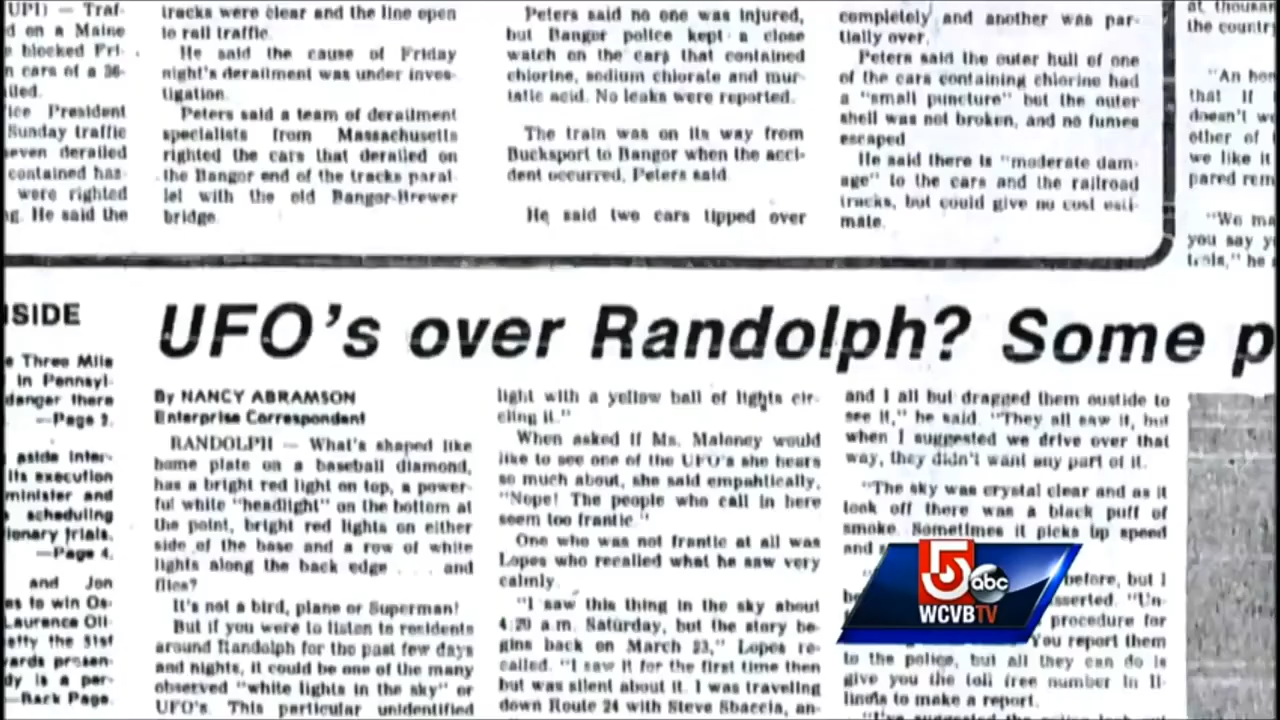 UPI) — Traf-
d on a Maine
e blocked Fri-
n cars of a 36-
iled.
ice President
Sunday traffic
even derailed
contained haz-
were righted
g. He said the
tracks were clear and the line open
to rail traffic.
He said the cause of Friday
night's derailment was under inves-
tigation.
Peters said a team of derailment
specialists from Massachusetts
righted the cars that derailed on
the Bangor end of the tracks paral-
lel with the old Bangor-Brewer
bridge.
Peters said no one was injured,
but Bangor police kept a close
watch on the cars that contained
chlorine, sodium chlorate and mur-
iatic acid. No leaks were reported.
The train was on its way from
Bucksport to Bangor when the acci-
dent occurred, Peters said.
He said two cars tipped over
completely and another was par-
tially over.
Peters said the outer hull of one
of the cars containing chlorine had
a "small puncture" but the outer
shell was not broken, and no fumes
escaped
He said there is "moderate dam-
age" to the cars and the railroad
tracks, but could give no cost esti-
mate.
at thousan
the country
"An hon
that if
doesn't we
other of
we like it
pared rem
"We ma
you say y
he
ISIDE
e Three Mile
in Pennsyl-
danger there
—Page 2.
aside inter-
its execution
minister and
scheduling
ionary trials.
—Page 4.
and Jon
es to win Os-
Laurence Oli-
the 51st
wards presen-
dy is a per-
—Back Page.
UFO's over Randolph? Some p
By NANCY ABRAMSON
Enterprise Correspondent
RANDOLPH — What's shaped like
home plate on a baseball diamond,
has a bright red light on top, a power-
ful white "headlight" on the bottom at
the point, bright red lights on either
side of the base and a row of white
lights along the back edge . . . and
flies?
It's not a bird, plane or Superman!
But if you were to listen to residents
around Randolph for the past few days
and nights, it could be one of the many
observed "white lights in the sky" or
UFO'S. This particular unidentified
light with a yellow ball of lights cir-
cling it."
When asked if Ms. Maloney would
like to see one of the UFO's she hears
so much about, she said empahtically,
"Nope! The people who call in here
seem too frantic."
One who was not frantic at all was
Lopes who recalled what he saw very
calmly.
"I saw this thing in the sky about
4:20 a.m. Saturday, but the story be-
gins back on March 23," Lopes re-
called. "I saw it for the first time then
but was silent about it. I was traveling
down Route 24 with Steve Sbaccia, an-
and I all but dragged them oustide to
see it," he said. "They all saw it, but
when I suggested we drive over that
way, they didn't want any part of it.
"The sky was crystal clear and as it
took off there was a black puff of
smoke. Sometimes it picks up speed
and
before, but I
asserted. "Un-
procedure for
You report them
to the police, but all they can do is
give you the toll free number in Il-
linois to make a report.
5 abc
WCVBTV